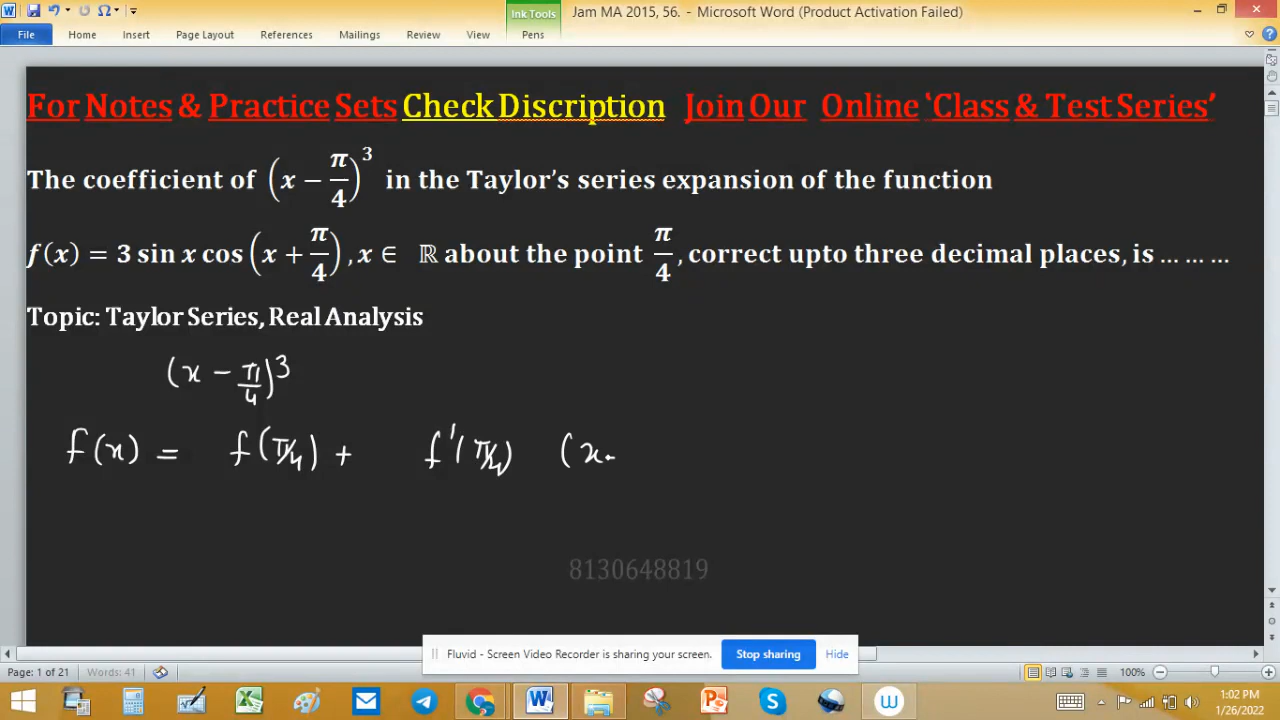 Jam MA 2015, 56. - Microsoft Word (Product Activation Failed)
Ink Tools
File Home Insert Page Layout References Mailings Review View Pens
For Notes & Practice Sets Check Discription Join Our Online ‘Class & Test Series’
The coefficient of (x − π/4)³ in the Taylor’s series expansion of the function
f(x) = 3 sin x cos (x + π/4), x ∈ ℝ about the point π/4, correct upto three decimal places, is … … …
Topic: Taylor Series, Real Analysis
(x − π/4)³
f(x) = f(π/4) + f'(π/4) (x-
8130648819
Fluvid - Screen Video Recorder is sharing your screen. Stop sharing Hide
Page: 1 of 21 Words: 41 100%
1:02 PM
1/26/2022